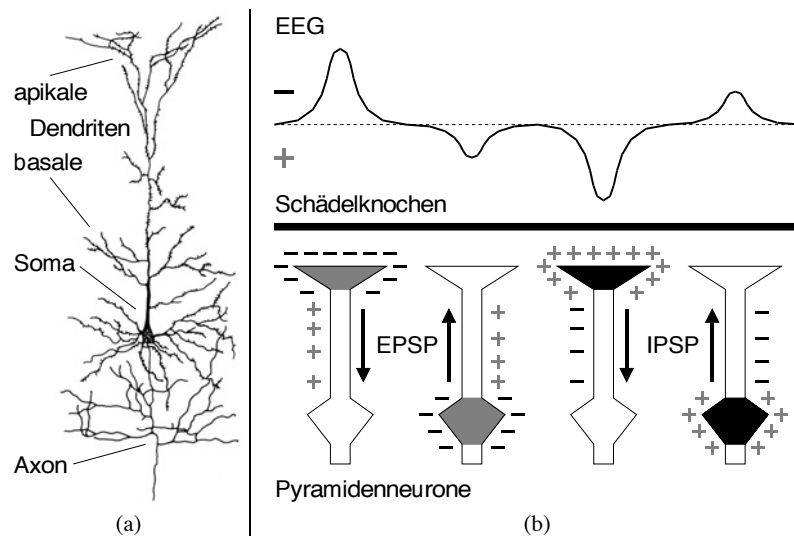 apikale
Dendriten
basale
Soma
Axon
(a)
EEG
−
+
Schädelknochen
EPSP
IPSP
Pyramidenneurone
(b)